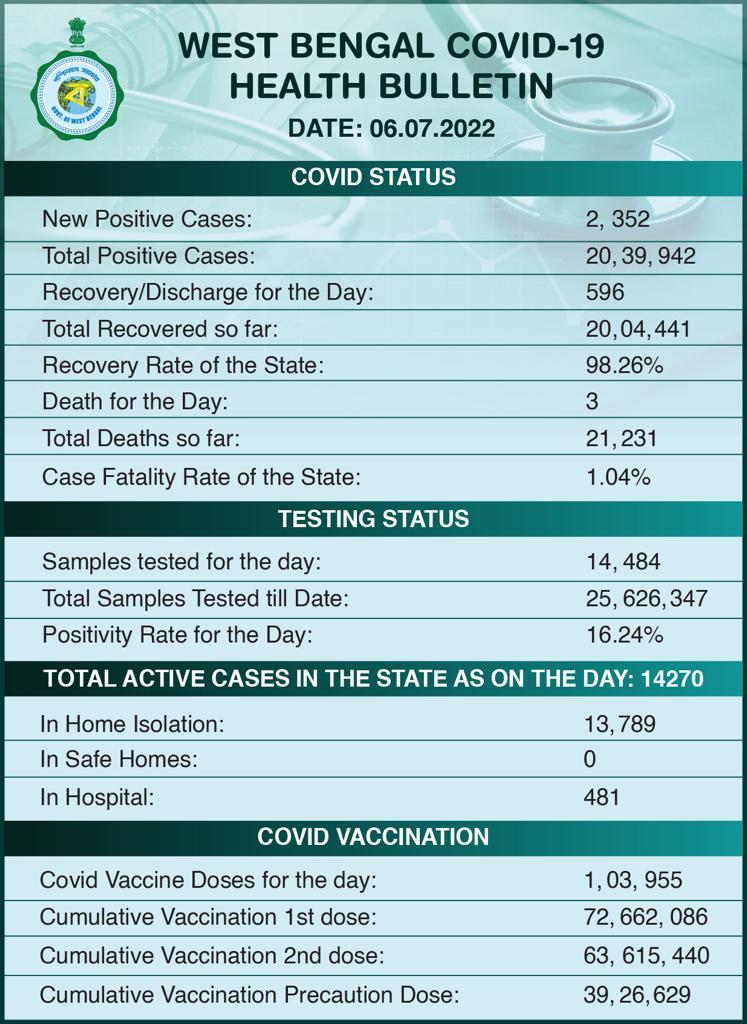 পশ্চিমবঙ্গ সরকার
ব
GOVT. OF WEST BENGAL
WEST BENGAL COVID-19
HEALTH BULLETIN
DATE: 06.07.2022
COVID STATUS
New Positive Cases: 2, 352
Total Positive Cases: 20, 39, 942
Recovery/Discharge for the Day: 596
Total Recovered so far: 20,04,441
Recovery Rate of the State: 98.26%
Death for the Day: 3
Total Deaths so far: 21,231
Case Fatality Rate of the State: 1.04%
TESTING STATUS
Samples tested for the day: 14, 484
Total Samples Tested till Date: 25, 626,347
Positivity Rate for the Day: 16.24%
TOTAL ACTIVE CASES IN THE STATE AS ON THE DAY: 14270
In Home Isolation: 13,789
In Safe Homes: 0
In Hospital: 481
COVID VACCINATION
Covid Vaccine Doses for the day: 1, 03, 955
Cumulative Vaccination 1st dose: 72, 662, 086
Cumulative Vaccination 2nd dose: 63, 615, 440
Cumulative Vaccination Precaution Dose: 39, 26,629